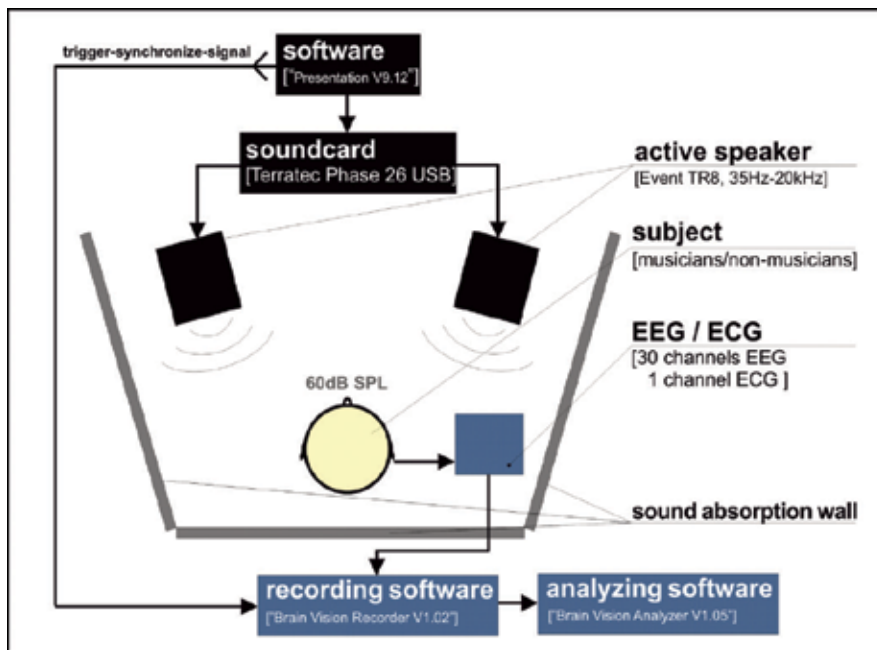 trigger-synchronize-signal
software
["Presentation V9.12"]
soundcard
[Terratec Phase 26 USB]
active speaker
[Event TR8, 35Hz-20kHz]
subject
[musicians/non-musicians]
EEG / ECG
[30 channels EEG
1 channel ECG ]
60dB SPL
sound absorption wall
recording software
["Brain Vision Recorder V1.02"]
analyzing software
["Brain Vision Analyzer V1.05"]